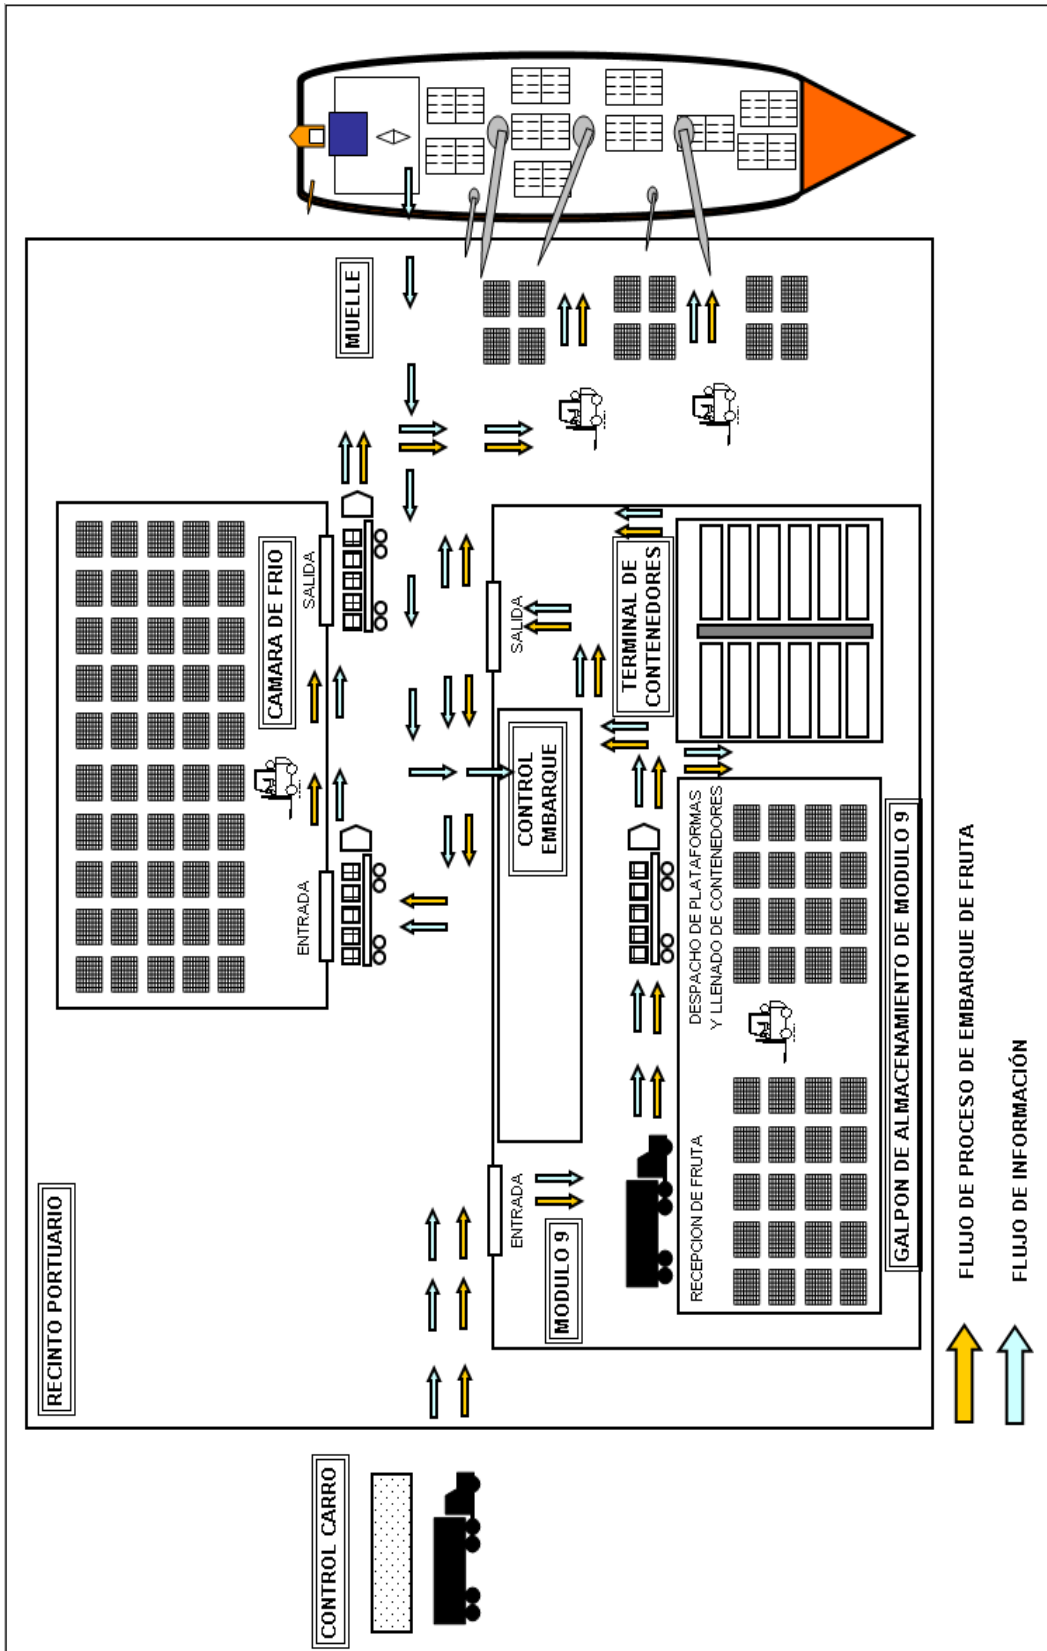 CONTROL CARRO
RECINTO PORTUARIO
MUELLE
CAMARA DE FRIO
ENTRADA
SALIDA
MODULO 9
ENTRADA
SALIDA
CONTROL
EMBARQUE
TERMINAL DE
CONTENEDORES
RECEPCION DE FRUTA
DESPACHO DE PLATAFORMAS
Y LLENADO DE CONTENEDORES
GALPON DE ALMACENAMIENTO DE MODULO 9
FLUJO DE PROCESO DE EMBARQUE DE FRUTA
FLUJO DE INFORMACIÓN